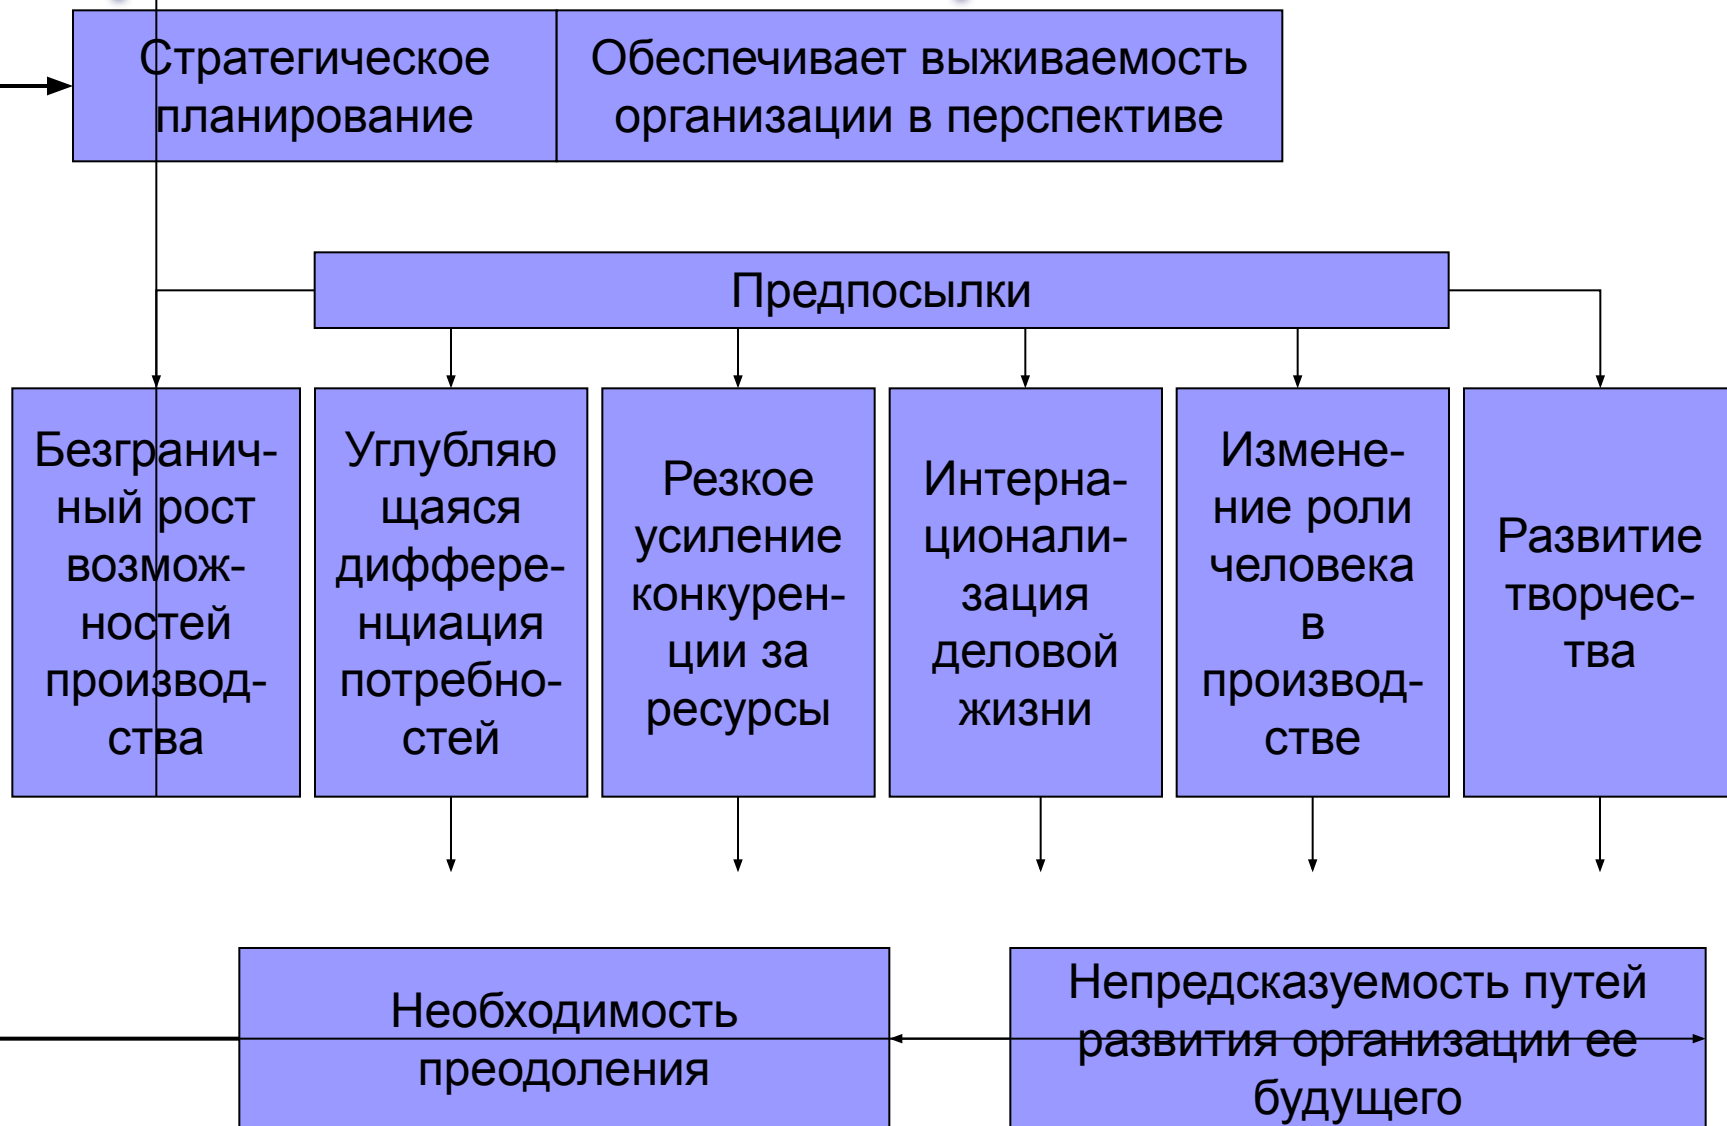 Стратегическое
планирование
Обеспечивает выживаемость
организации в перспективе
Предпосылки
Безгранич-
ный рост
возмож-
ностей
производ-
ства
Углубляю
щаяся
диффере-
нциация
потребно-
стей
Резкое
усиление
конкурен-
ции за
ресурсы
Интерна-
ционали-
зация
деловой
жизни
Измене-
ние роли
человека
в
производ-
стве
Развитие
творчес-
тва
Необходимость
преодоления
Непредсказуемость путей
развития организации ее
будущего